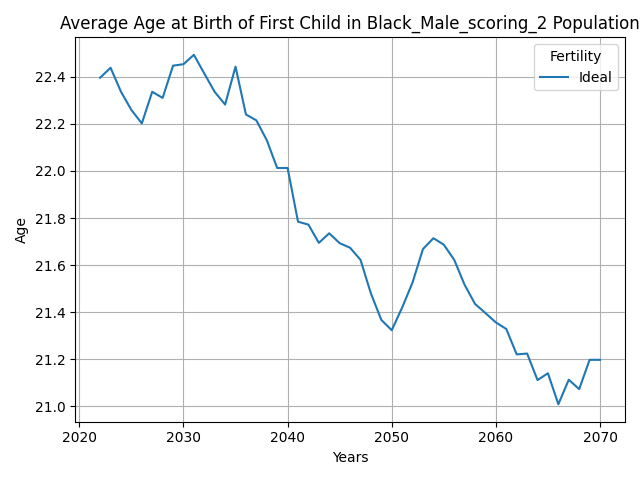 Average Age at Birth of First Child in Black_Male_scoring_2 Population
Fertility
Ideal
Age
22.4
22.2
22.0
21.8
21.6
21.4
21.2
21.0
2020 2030 2040 2050 2060 2070
Years